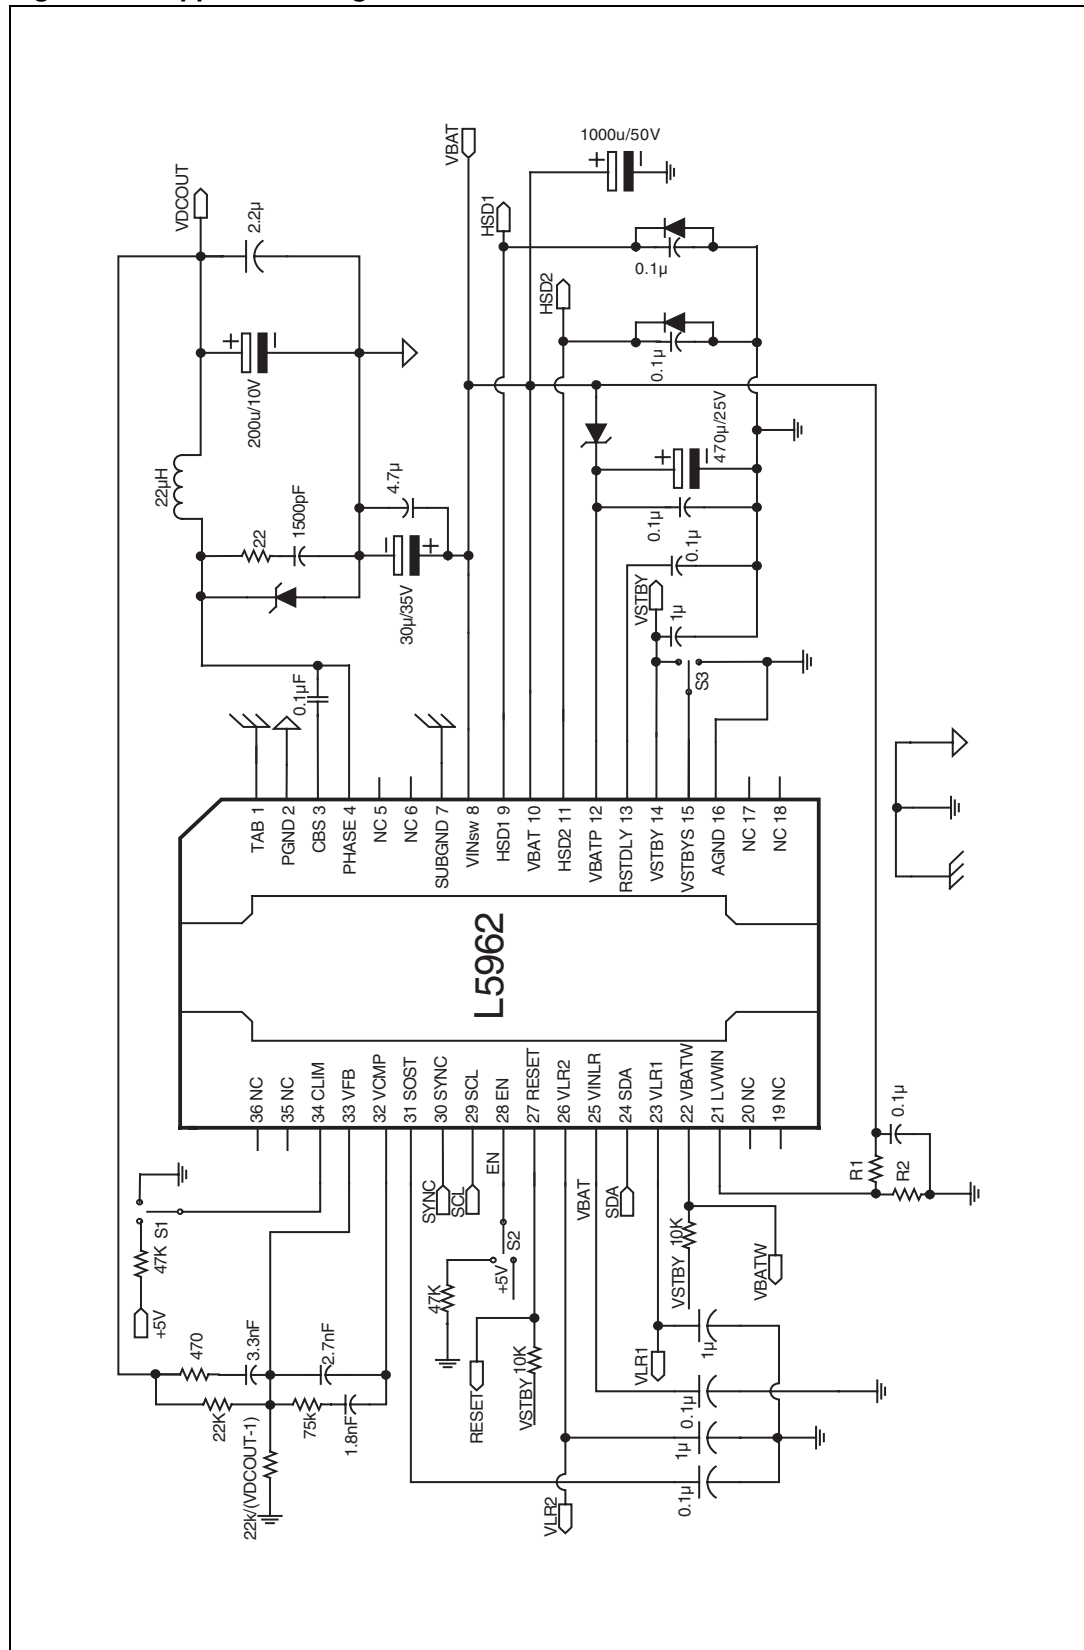 VDCOUT
2.2µ
200u/10V
+
–
22µH
22
1500pF
4.7µ
30µ/35V
–
+
0.1µF
VBAT
1000u/50V
+
–
HSD1
0.1µ
HSD2
0.1µ
470µ/25V
+
–
0.1µ
0.1µ
VSTBY
1µ
S3
TAB 1
PGND 2
CBS 3
PHASE 4
NC 5
NC 6
SUBGND 7
VINsw 8
HSD1 9
VBAT 10
HSD2 11
VBATP 12
RSTDLY 13
VSTBY 14
VSTBYS 15
AGND 16
NC 17
NC 18
L5962
36 NC
35 NC
34 CLIM
33 VFB
32 VCMP
31 SOST
30 SYNC
29 SCL
28 EN
27 RESET
26 VLR2
25 VINLR
24 SDA
23 VLR1
22 VBATW
21 LVWIN
20 NC
19 NC
S1
47K
+5V
470
3.3nF
2.7nF
22K
75k
1.8nF
22k/(VDCOUT-1)
SYNC
SCL
EN
S2
+5V
47K
RESET
VSTBY 10K
VBAT
SDA
VSTBY 10K
VBATW
VLR1
1µ
0.1µ
1µ
0.1µ
VLR2
R1
R2
0.1µ